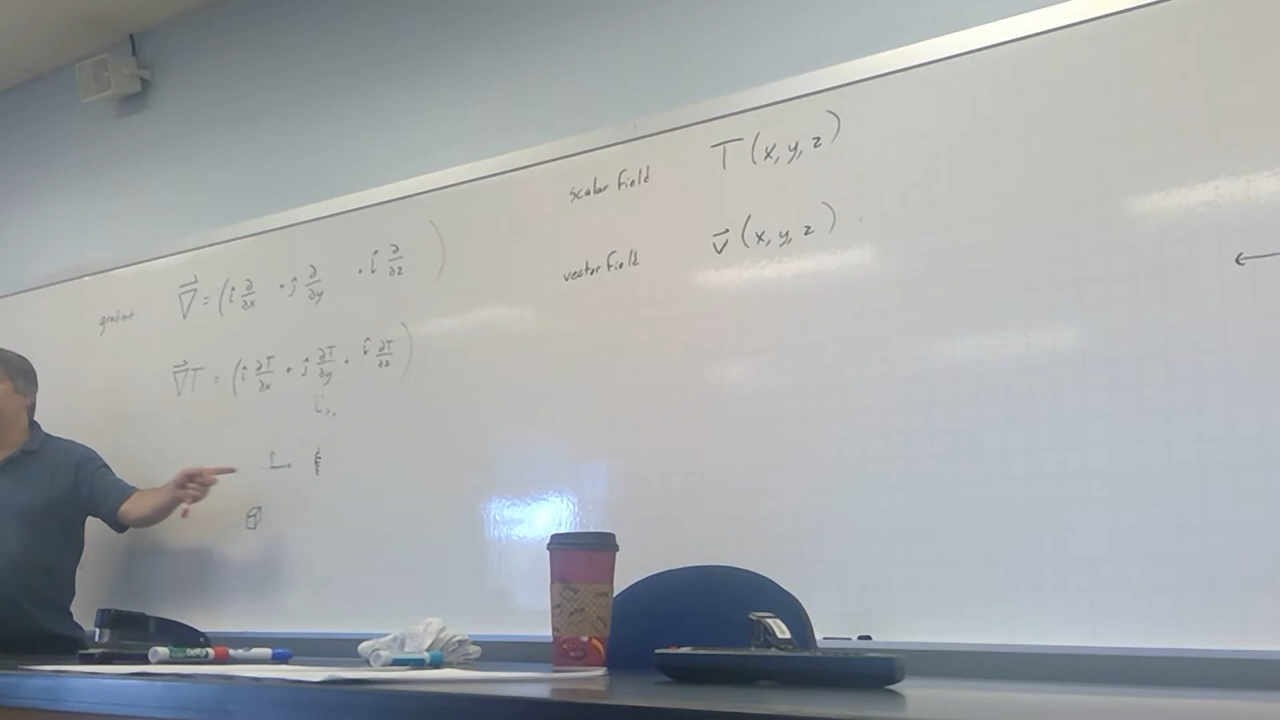 scalar field T(x, y, z)
vector field v⃗(x, y, z)
gradient ∇⃗ = (î ∂/∂x + ĵ ∂/∂y + k̂ ∂/∂z)
∇⃗T = (î ∂T/∂x + ĵ ∂T/∂y + k̂ ∂T/∂z)